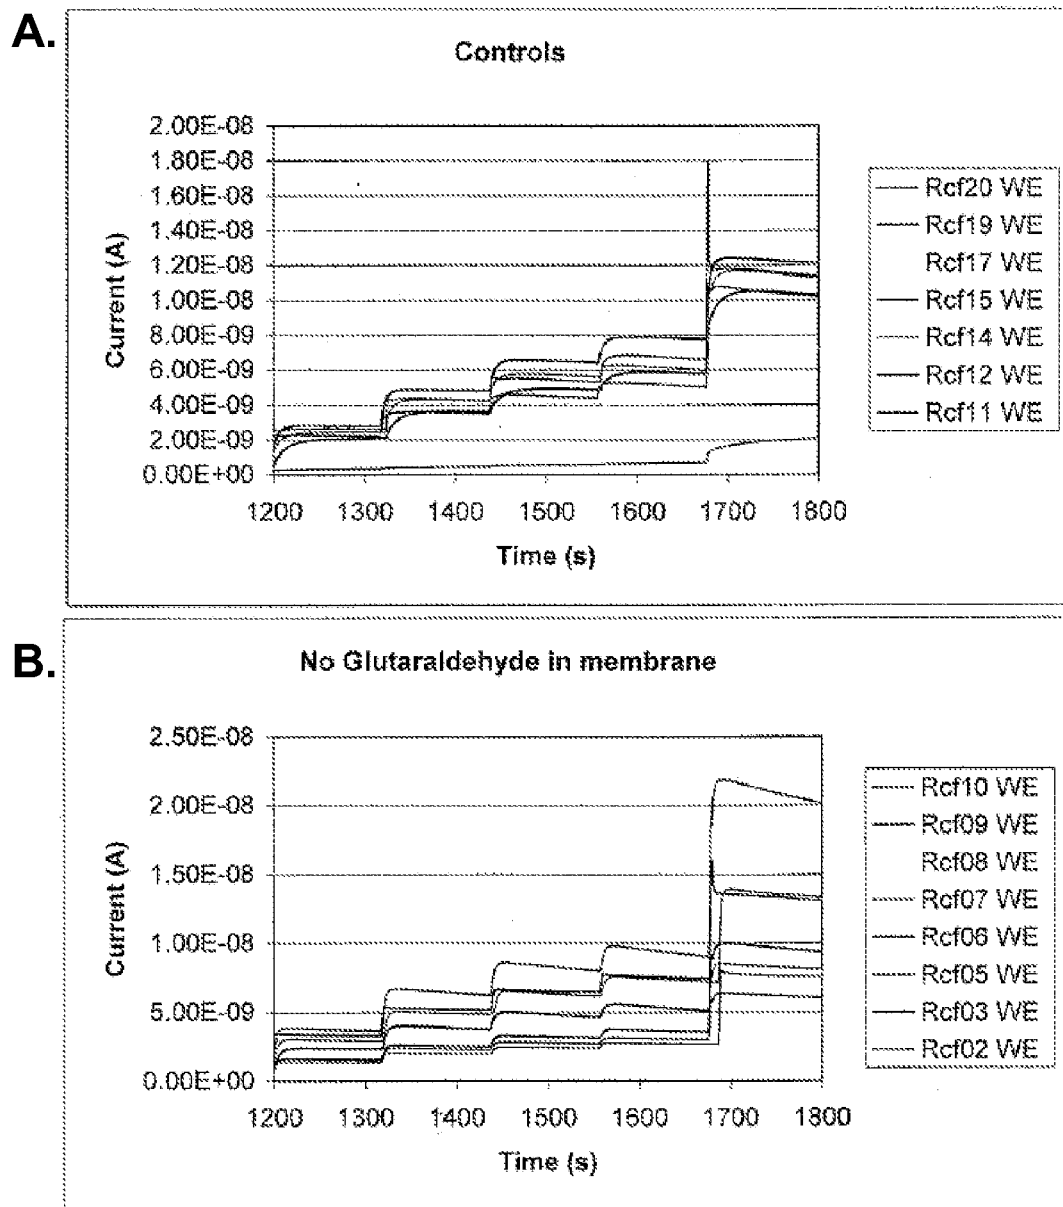 A.
Controls
2.00E-08
1.80E-08
1.60E-08
1.40E-08
1.20E-08
1.00E-08
8.00E-09
6.00E-09
4.00E-09
2.00E-09
0.00E+00
Current (A)
1200 1300 1400 1500 1600 1700 1800
Time (s)
Rcf20 WE
Rcf19 WE
Rcf17 WE
Rcf15 WE
Rcf14 WE
Rcf12 WE
Rcf11 WE
B.
No Glutaraldehyde in membrane
2.50E-08
2.00E-08
1.50E-08
1.00E-08
5.00E-09
0.00E+00
Current (A)
1200 1300 1400 1500 1600 1700 1800
Time (s)
Rcf10 WE
Rcf09 WE
Rcf08 WE
Rcf07 WE
Rcf06 WE
Rcf05 WE
Rcf03 WE
Rcf02 WE